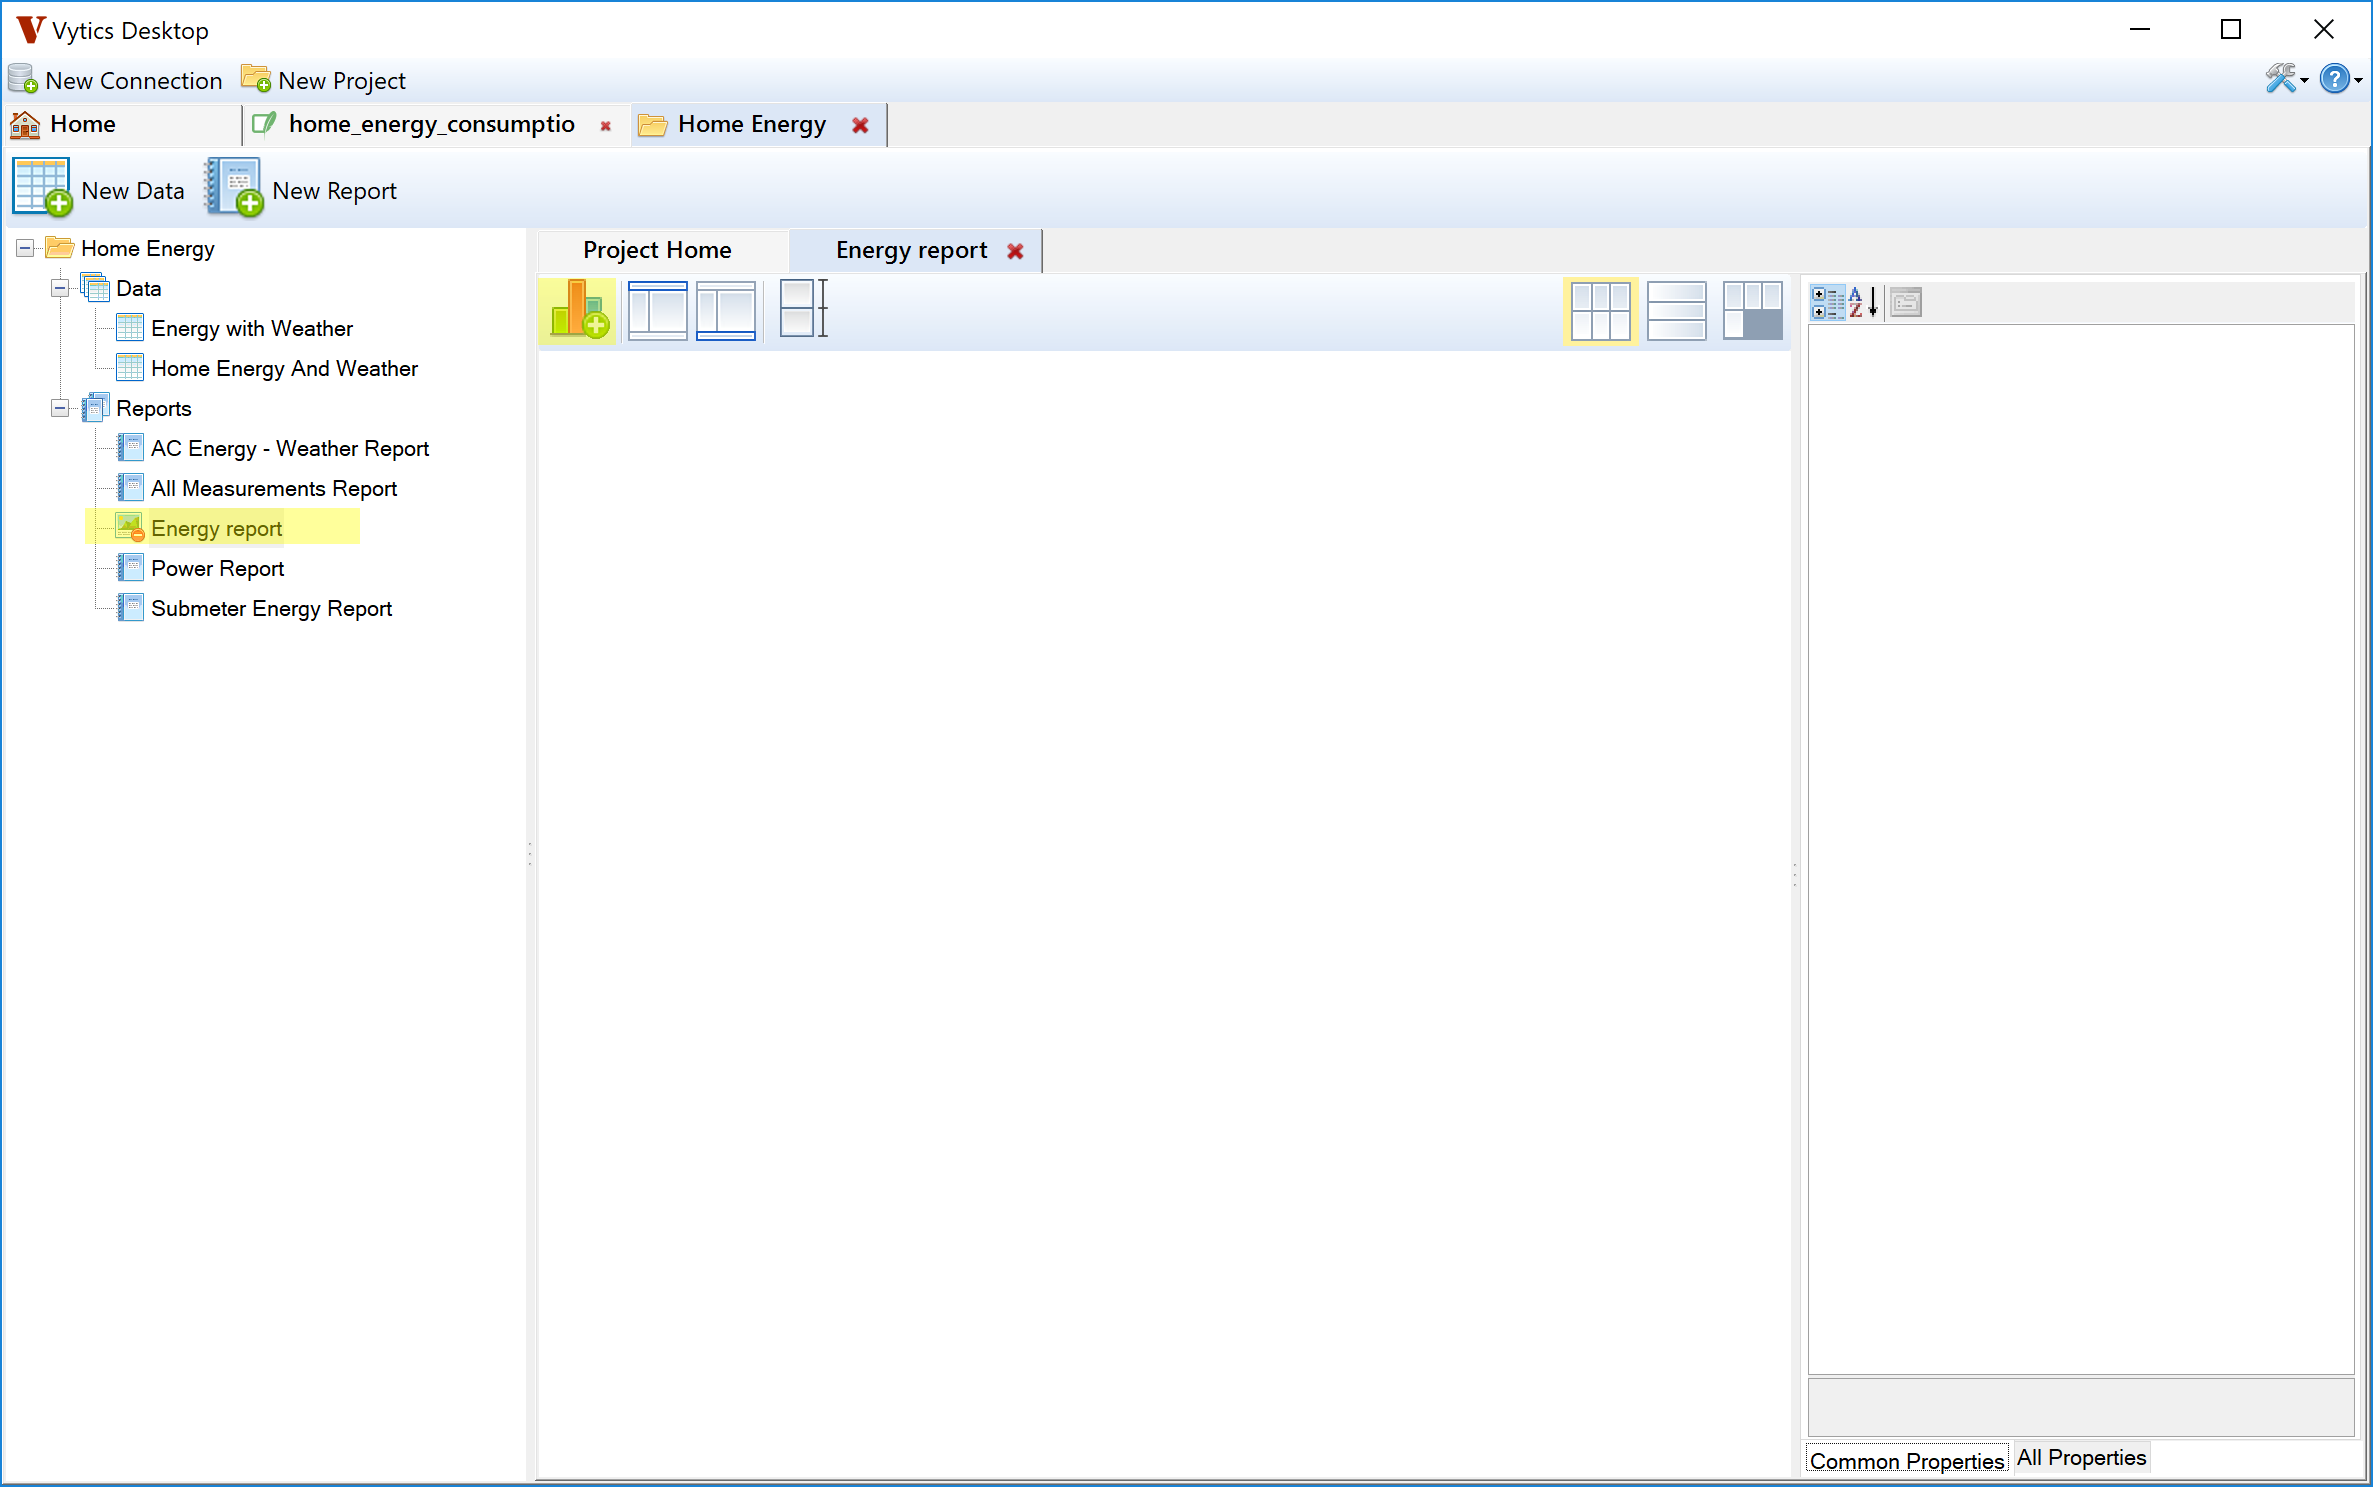 Vytics Desktop
New Connection New Project
Home home_energy_consumptio Home Energy
New Data New Report
Home Energy
Data
Energy with Weather
Home Energy And Weather
Reports
AC Energy - Weather Report
All Measurements Report
Energy report
Power Report
Submeter Energy Report
Project Home Energy report
Common Properties All Properties